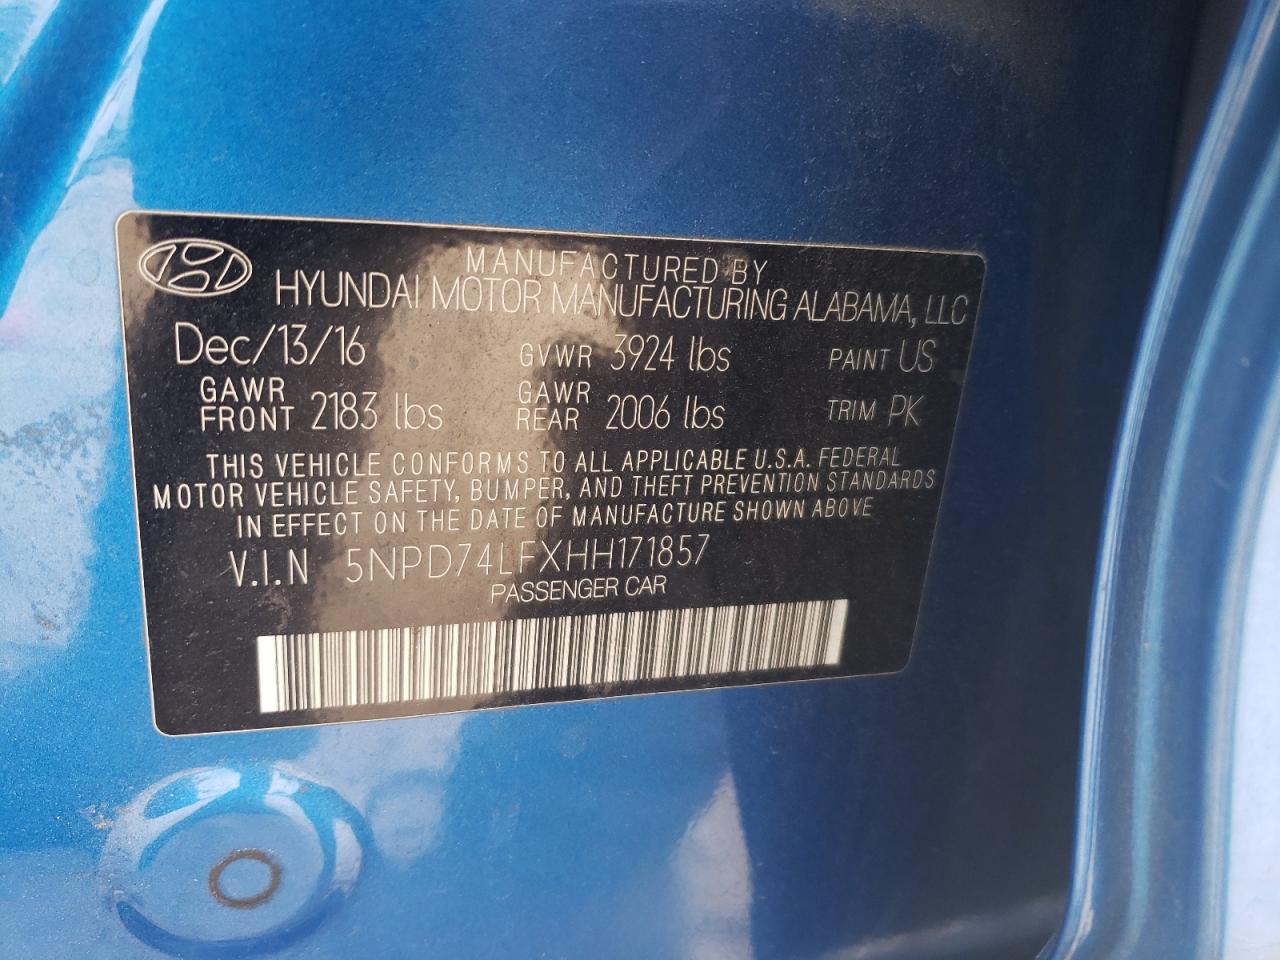 MANUFACTURED BY
HYUNDAI MOTOR MANUFACTURING ALABAMA, LLC
Dec/13/16 GVWR 3924 lbs PAINT US
GAWR FRONT 2183 lbs GAWR REAR 2006 lbs TRIM PK
THIS VEHICLE CONFORMS TO ALL APPLICABLE U.S.A. FEDERAL
MOTOR VEHICLE SAFETY, BUMPER, AND THEFT PREVENTION STANDARDS
IN EFFECT ON THE DATE OF MANUFACTURE SHOWN ABOVE
V.I.N 5NPD74LFXHH171857
PASSENGER CAR